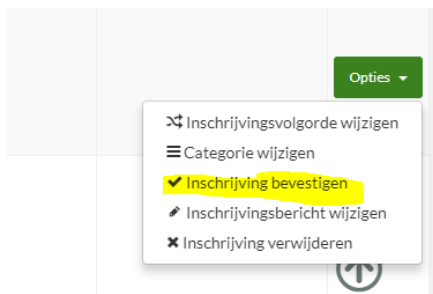 Opties
Inschrijvingsvolgorde wijzigen
Categorie wijzigen
Inschrijving bevestigen
Inschrijvingsbericht wijzigen
Inschrijving verwijderen